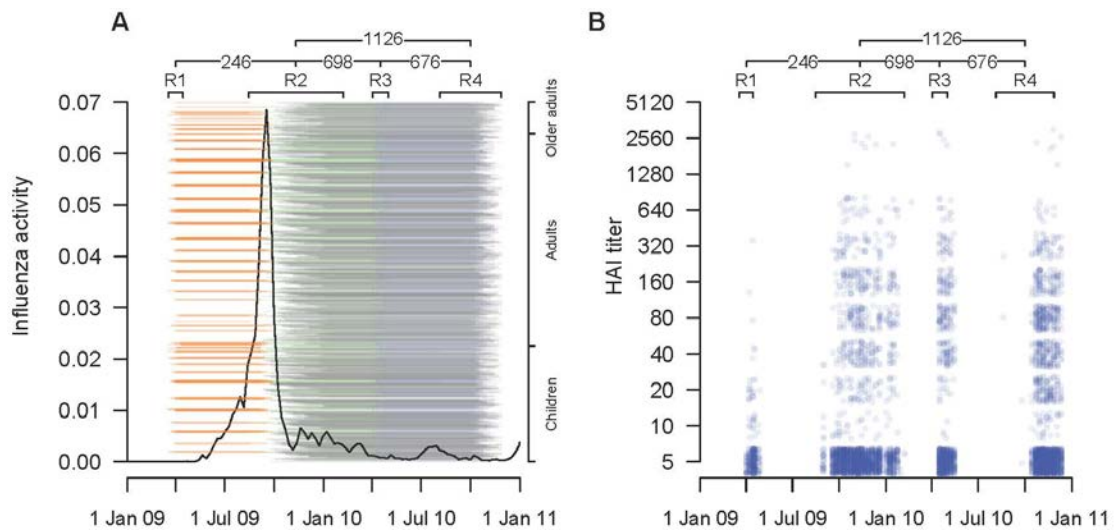 A
1126
246 698 676
R1 R2 R3 R4
0.07
0.06
0.05
0.04
0.03
0.02
0.01
0.00
Influenza activity
Older adults
Adults
Children
1 Jan 09 1 Jul 09 1 Jan 10 1 Jul 10 1 Jan 11
B
1126
246 698 676
R1 R2 R3 R4
5120
2560
1280
640
320
160
80
40
20
10
5
HAI titer
1 Jan 09 1 Jul 09 1 Jan 10 1 Jul 10 1 Jan 11